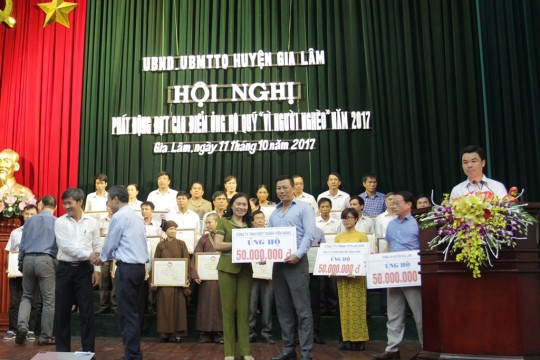 UBND_UBMTTQ HUYỆN GIA LÂM
HỘI NGHỊ
PHÁT ĐỘNG ĐỢT CAO ĐIỂM ỦNG HỘ QUỸ "VÌ NGƯỜI NGHÈO" NĂM 2017
GIA LÂM, NGÀY 11 THÁNG 10 NĂM 2017
ỦNG HỘ
50.000.000 đ
ỦNG HỘ
50.000.000 đ
ỦNG HỘ
50.000.000